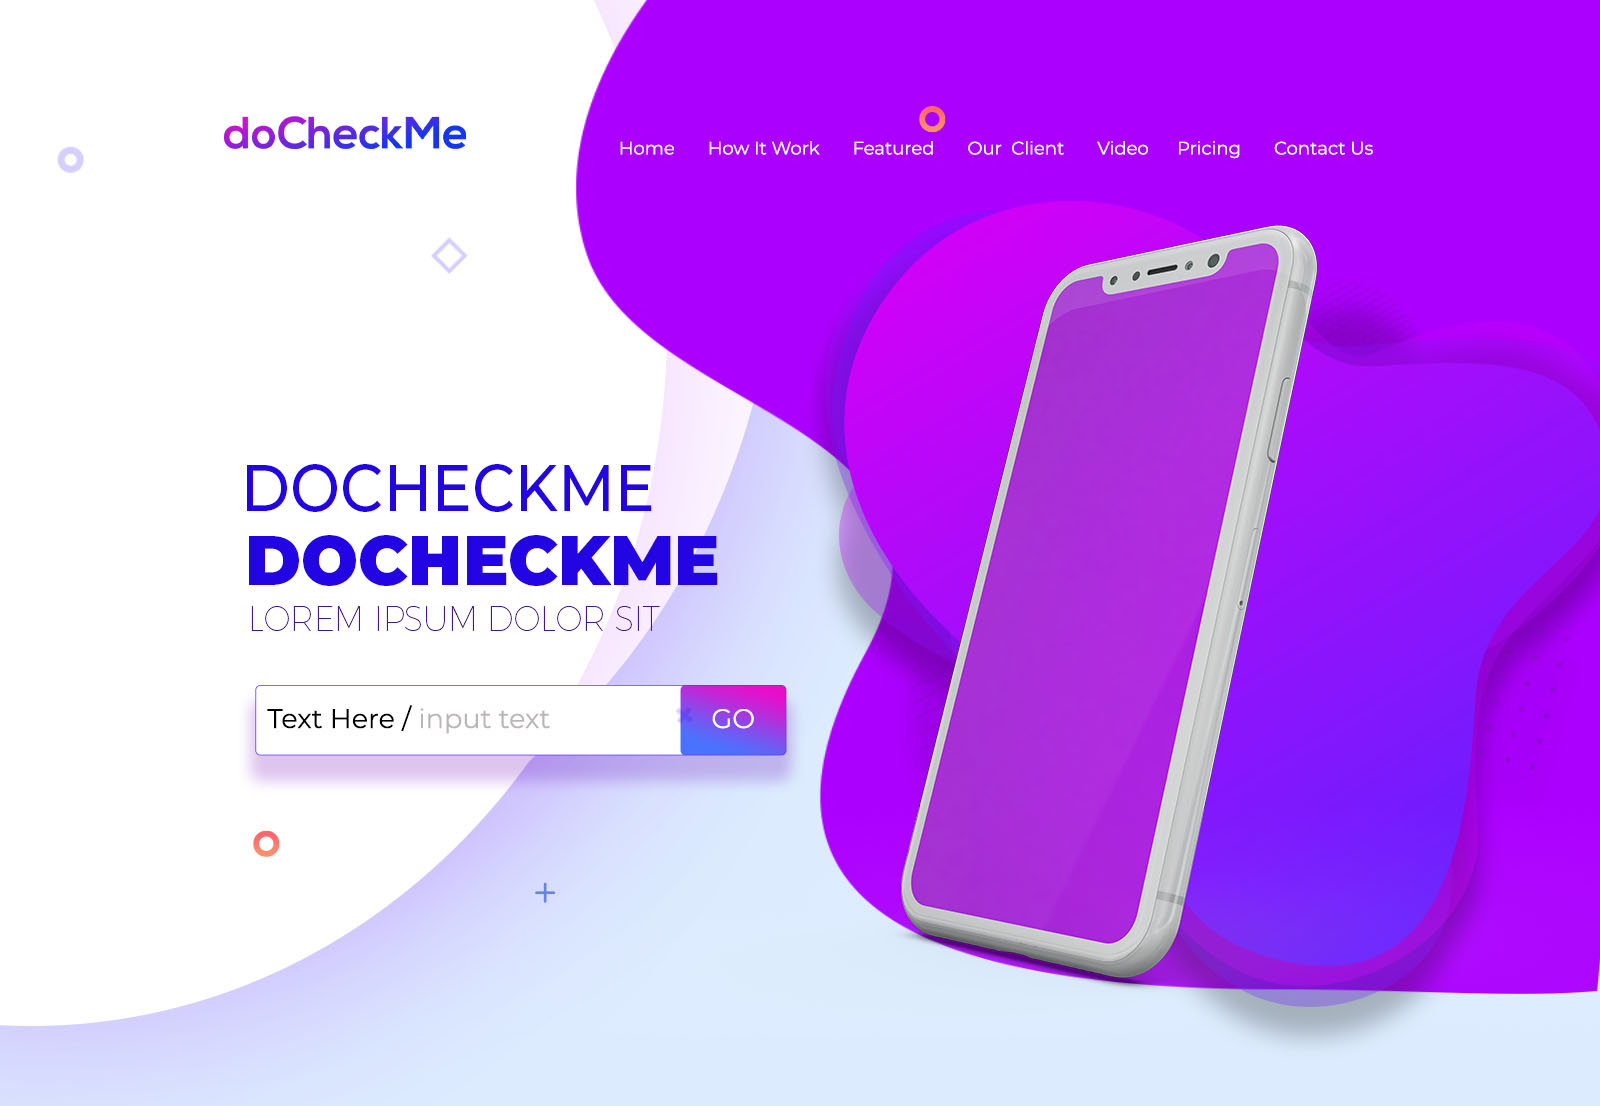 doCheckMe
Home How It Work Featured Our Client Video Pricing Contact Us
DOCHECKME
DOCHECKME
LOREM IPSUM DOLOR SIT
Text Here / input text GO